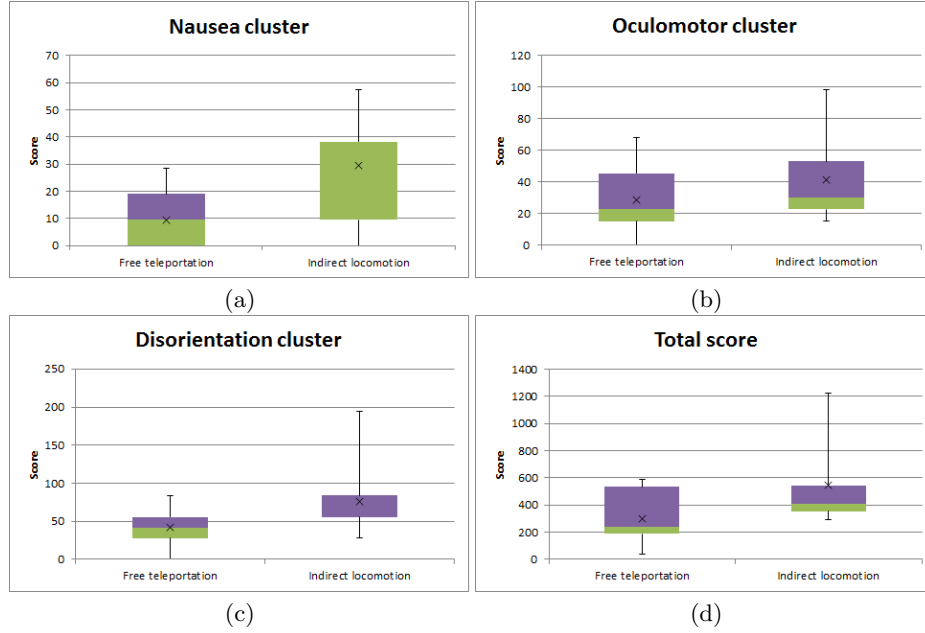 Nausea cluster
70
60
50
40
30
20
10
0
Score
Free teleportation
Indirect locomotion
(a)
Oculomotor cluster
120
100
80
60
40
20
0
Score
Free teleportation
Indirect locomotion
(b)
Disorientation cluster
250
200
150
100
50
0
Score
Free teleportation
Indirect locomotion
(c)
Total score
1400
1200
1000
800
600
400
200
0
Score
Free teleportation
Indirect locomotion
(d)